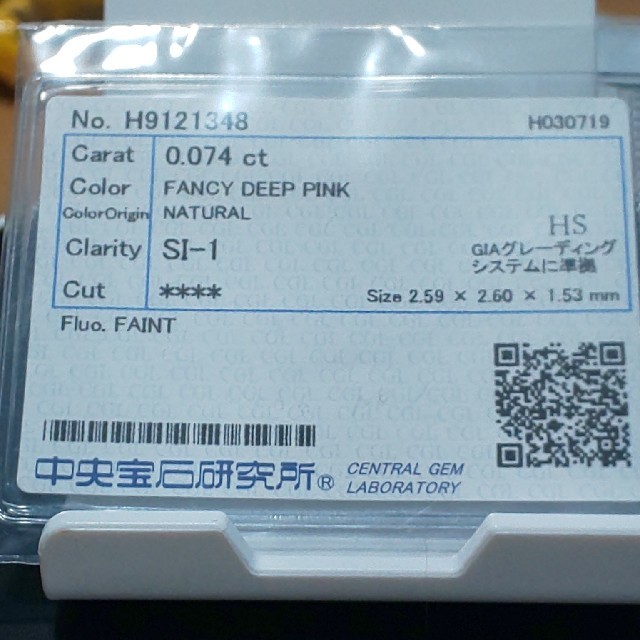 No. H9121348 H030719
Carat 0.074 ct
Color FANCY DEEP PINK
ColorOrigin NATURAL
HS
Clarity SI-1
GIAグレーディング
システムに準拠
Cut ****
Size 2.59 × 2.60 × 1.53 mm
Fluo. FAINT
中央宝石研究所® CENTRAL GEM
LABORATORY